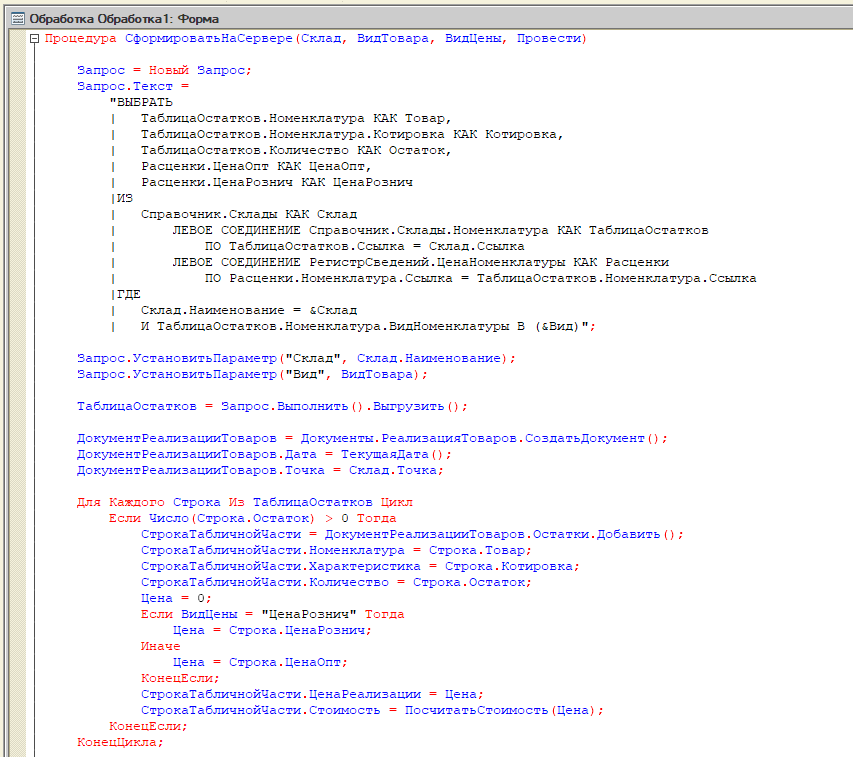 Обработка Обработка1: Форма
Процедура СформироватьНаСервере(Склад, ВидТовара, ВидЦены, Провести)
Запрос = Новый Запрос;
Запрос.Текст =
"ВЫБРАТЬ
| ТаблицаОстатков.Номенклатура КАК Товар,
| ТаблицаОстатков.Номенклатура.Котировка КАК Котировка,
| ТаблицаОстатков.Количество КАК Остаток,
| Расценки.ЦенаОпт КАК ЦенаОпт,
| Расценки.ЦенаРознич КАК ЦенаРознич
|ИЗ
| Справочник.Склады КАК Склад
| ЛЕВОЕ СОЕДИНЕНИЕ Справочник.Склады.Номенклатура КАК ТаблицаОстатков
| ПО ТаблицаОстатков.Ссылка = Склад.Ссылка
| ЛЕВОЕ СОЕДИНЕНИЕ РегистрСведений.ЦенаНоменклатуры КАК Расценки
| ПО Расценки.Номенклатура.Ссылка = ТаблицаОстатков.Номенклатура.Ссылка
|ГДЕ
| Склад.Наименование = &Склад
| И ТаблицаОстатков.Номенклатура.ВидНоменклатуры В (&Вид)";
Запрос.УстановитьПараметр("Склад", Склад.Наименование);
Запрос.УстановитьПараметр("Вид", ВидТовара);
ТаблицаОстатков = Запрос.Выполнить().Выгрузить();
ДокументРеализацииТоваров = Документы.РеализацияТоваров.СоздатьДокумент();
ДокументРеализацииТоваров.Дата = ТекущаяДата();
ДокументРеализацииТоваров.Точка = Склад.Точка;
Для Каждого Строка Из ТаблицаОстатков Цикл
Если Число(Строка.Остаток) > 0 Тогда
СтрокаТабличнойЧасти = ДокументРеализацииТоваров.Остатки.Добавить();
СтрокаТабличнойЧасти.Номенклатура = Строка.Товар;
СтрокаТабличнойЧасти.Характеристика = Строка.Котировка;
СтрокаТабличнойЧасти.Количество = Строка.Остаток;
Цена = 0;
Если ВидЦены = "ЦенаРознич" Тогда
Цена = Строка.ЦенаРознич;
Иначе
Цена = Строка.ЦенаОпт;
КонецЕсли;
СтрокаТабличнойЧасти.ЦенаРеализации = Цена;
СтрокаТабличнойЧасти.Стоимость = ПосчитатьСтоимость(Цена);
КонецЕсли;
КонецЦикла;